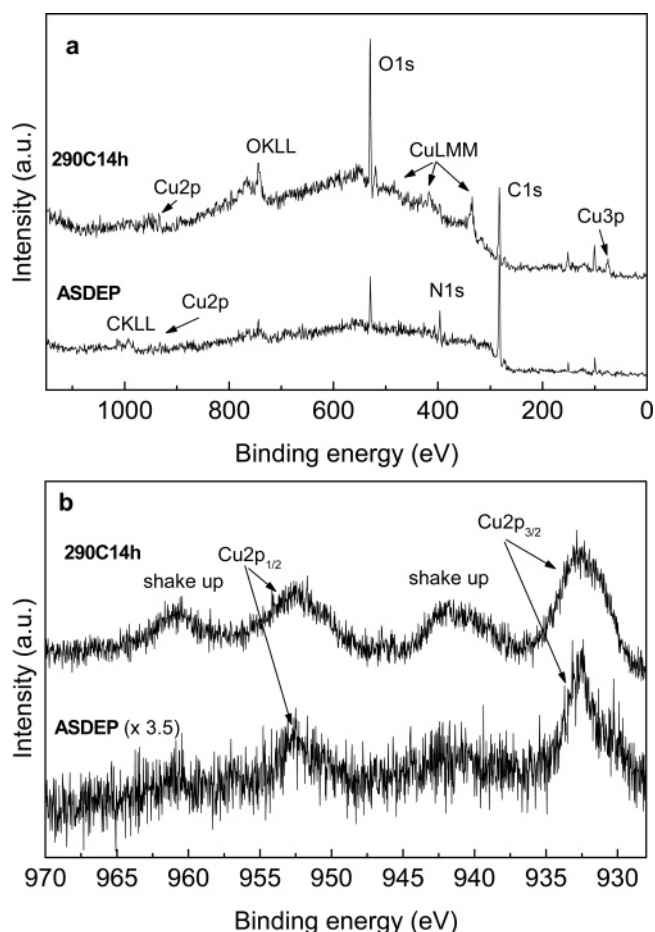 a
O1s
290C14h
OKLL
CuLMM
C1s
Cu2p
Cu3p
ASDEP
Cu2p
N1s
CKLL
Intensity (a.u.)
1000 800 600 400 200 0
Binding energy (eV)
b
Cu2p3/2
290C14h
Cu2p1/2
shake up
shake up
ASDEP (x 3.5)
Intensity (a.u.)
970 965 960 955 950 945 940 935 930
Binding energy (eV)